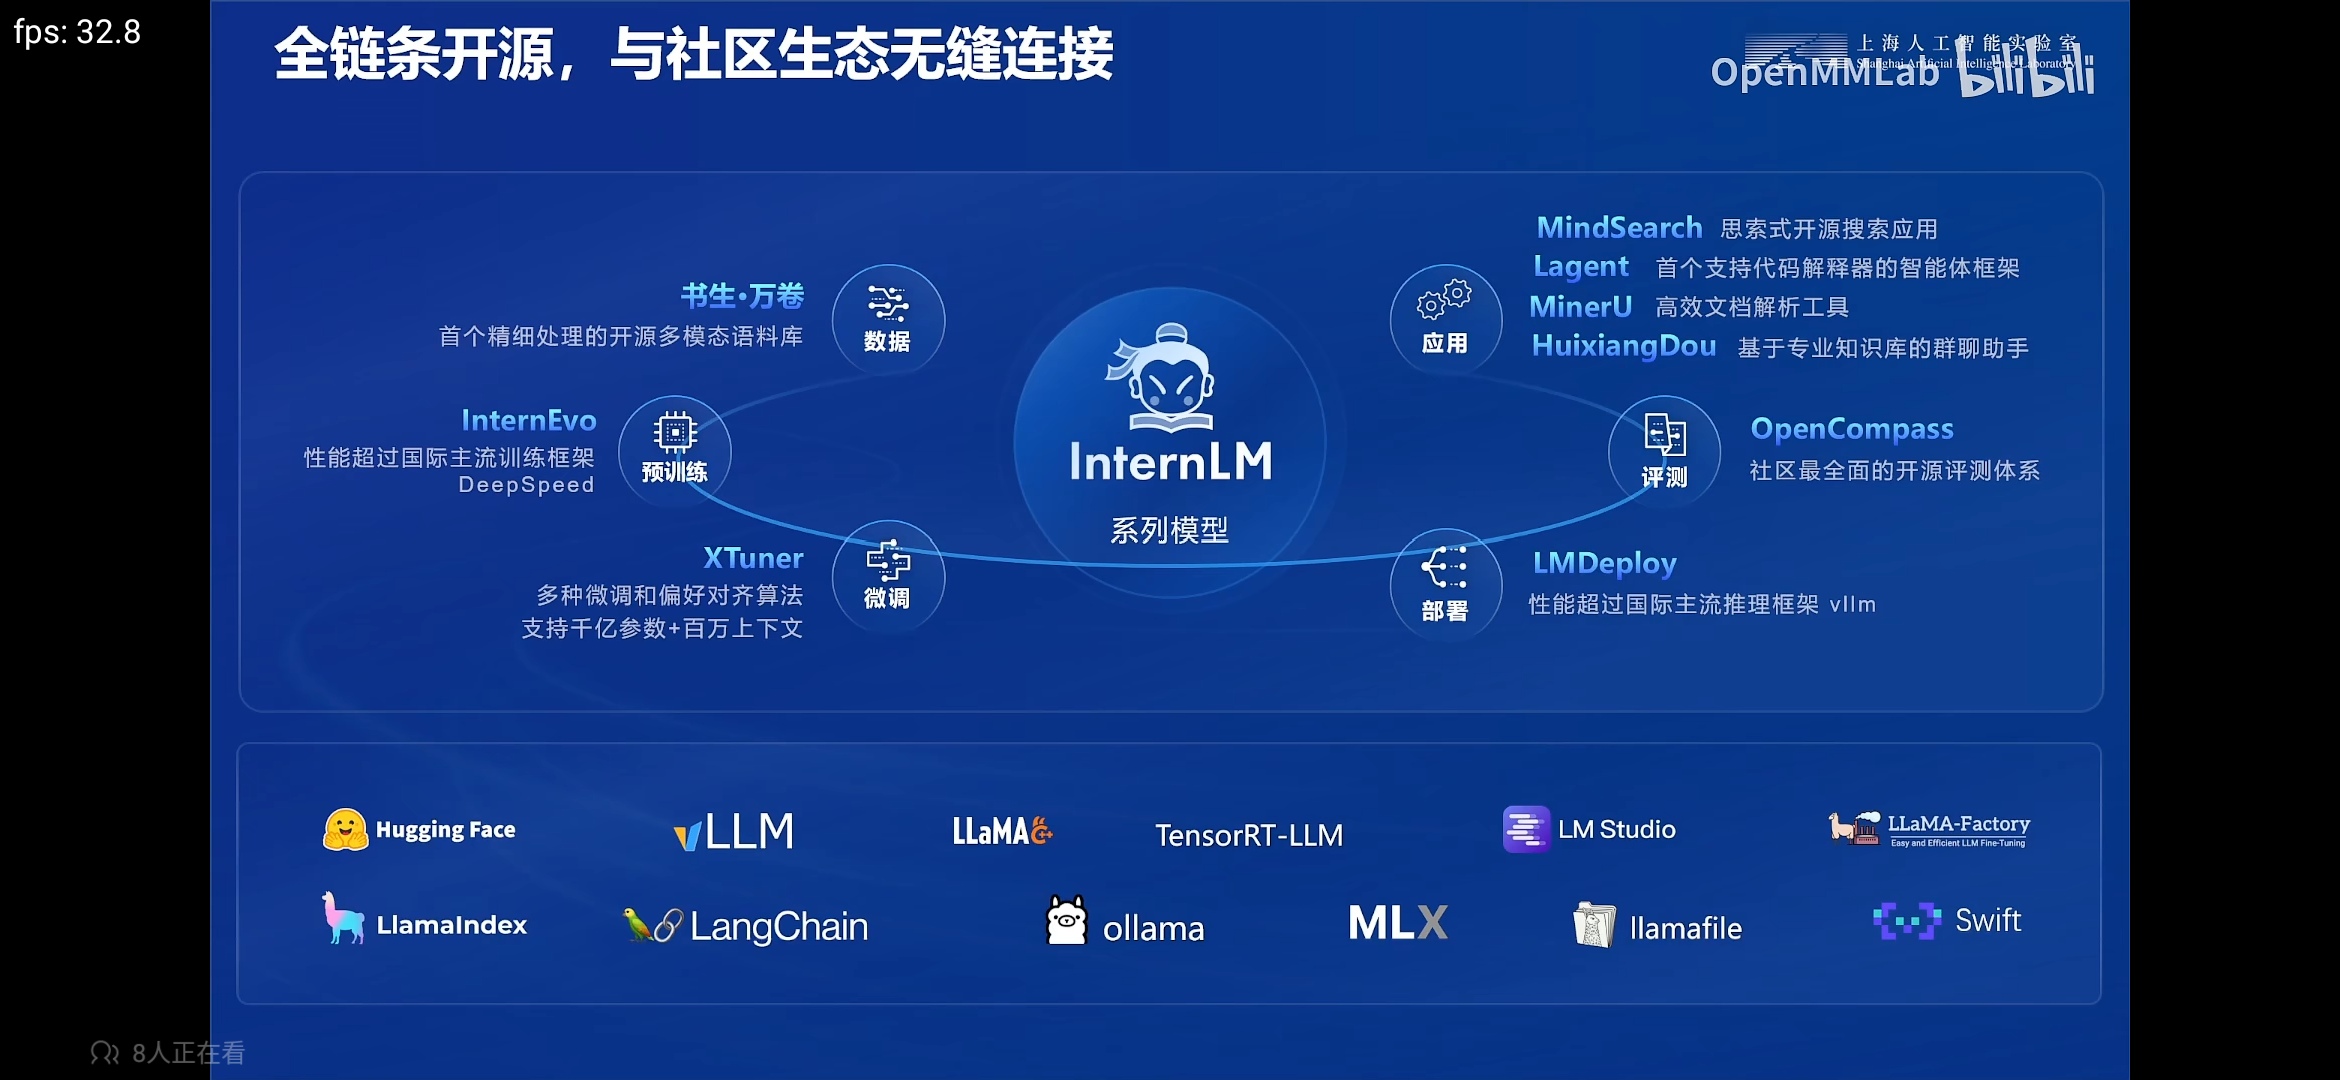 fps: 32.8
全链条开源，与社区生态无缝连接
上海人工智能实验室
Shanghai Artificial Intelligence Laboratory
OpenMMLab bilibili
书生·万卷
首个精细处理的开源多模态语料库
数据
InternEvo
性能超过国际主流训练框架
DeepSpeed
预训练
XTuner
多种微调和偏好对齐算法
支持千亿参数+百万上下文
微调
InternLM
系列模型
应用
MindSearch 思索式开源搜索应用
Lagent 首个支持代码解释器的智能体框架
MinerU 高效文档解析工具
HuixiangDou 基于专业知识库的群聊助手
评测
OpenCompass
社区最全面的开源评测体系
部署
LMDeploy
性能超过国际主流推理框架 vllm
Hugging Face
vLLM
LLaMA C++
TensorRT-LLM
LM Studio
LLaMA-Factory
Easy and Efficient LLM Fine-Tuning
LlamaIndex
LangChain
ollama
MLX
llamafile
Swift
8人正在看